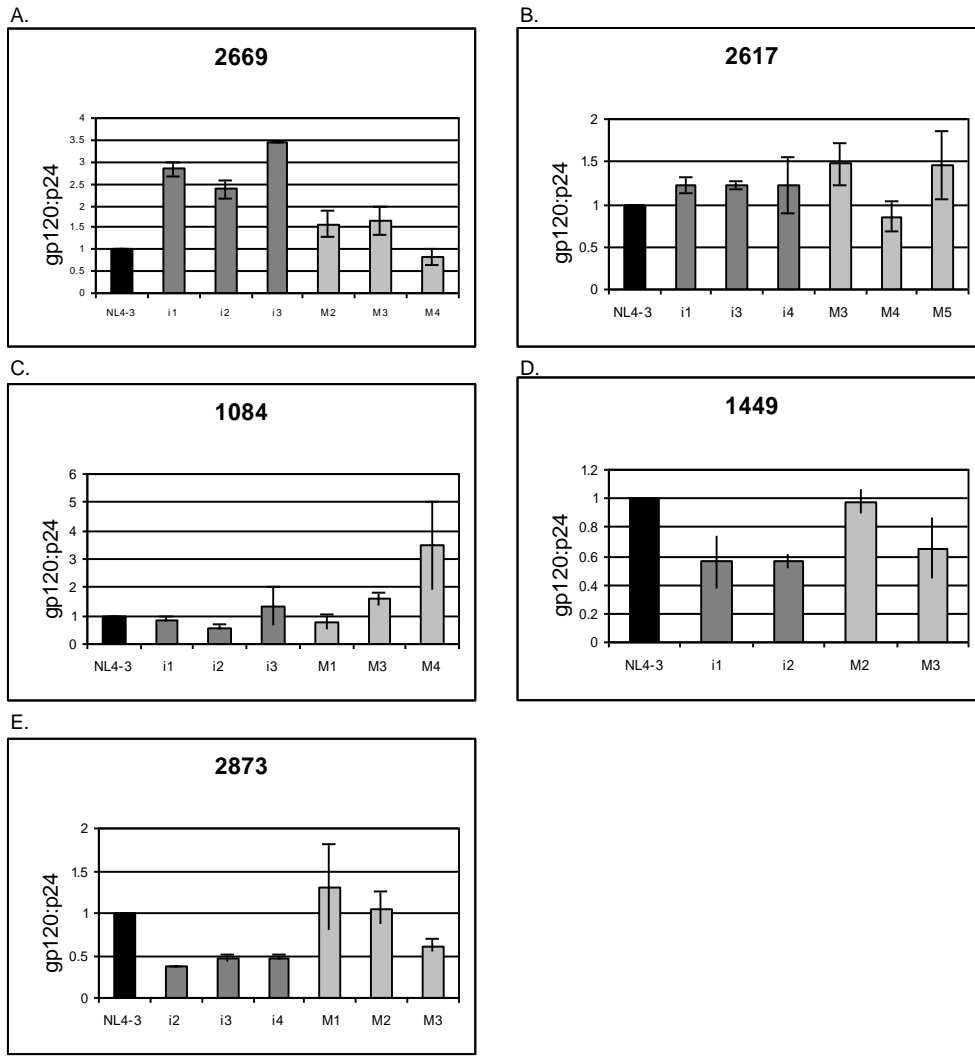 A.
2669
gp120:p24
4
3.5
3
2.5
2
1.5
1
0.5
0
NL4-3 i1 i2 i3 M2 M3 M4
B.
2617
gp120:p24
2
1.5
1
0.5
0
NL4-3 i1 i3 i4 M3 M4 M5
C.
1084
gp120:p24
6
5
4
3
2
1
0
NL4-3 i1 i2 i3 M1 M3 M4
D.
1449
gp120:p24
1.2
1
0.8
0.6
0.4
0.2
0
NL4-3 i1 i2 M2 M3
E.
2873
gp120:p24
2
1.5
1
0.5
0
NL4-3 i2 i3 i4 M1 M2 M3